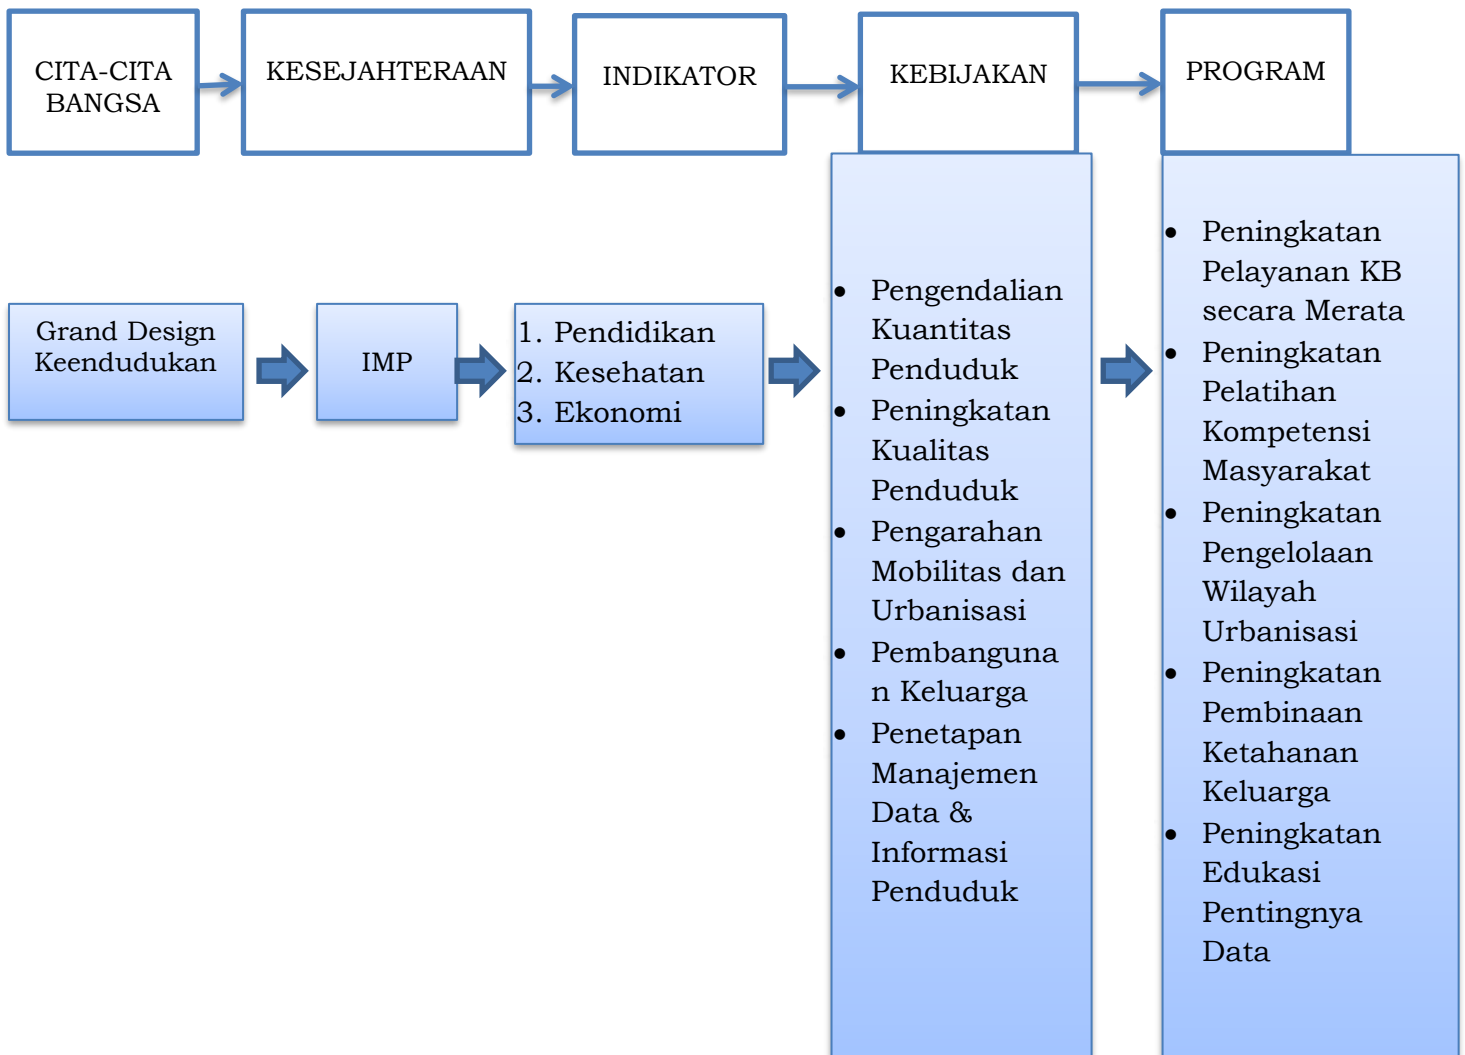 CITA-CITA
BANGSA
KESEJAHTERAAN
INDIKATOR
KEBIJAKAN
PROGRAM
Grand Design
Keendudukan
IMP
1. Pendidikan
2. Kesehatan
3. Ekonomi
• Pengendalian
Kuantitas
Penduduk
• Peningkatan
Kualitas
Penduduk
• Pengarahan
Mobilitas dan
Urbanisasi
• Pembanguna
n Keluarga
• Penetapan
Manajemen
Data &
Informasi
Penduduk
• Peningkatan
Pelayanan KB
secara Merata
• Peningkatan
Pelatihan
Kompetensi
Masyarakat
• Peningkatan
Pengelolaan
Wilayah
Urbanisasi
• Peningkatan
Pembinaan
Ketahanan
Keluarga
• Peningkatan
Edukasi
Pentingnya
Data